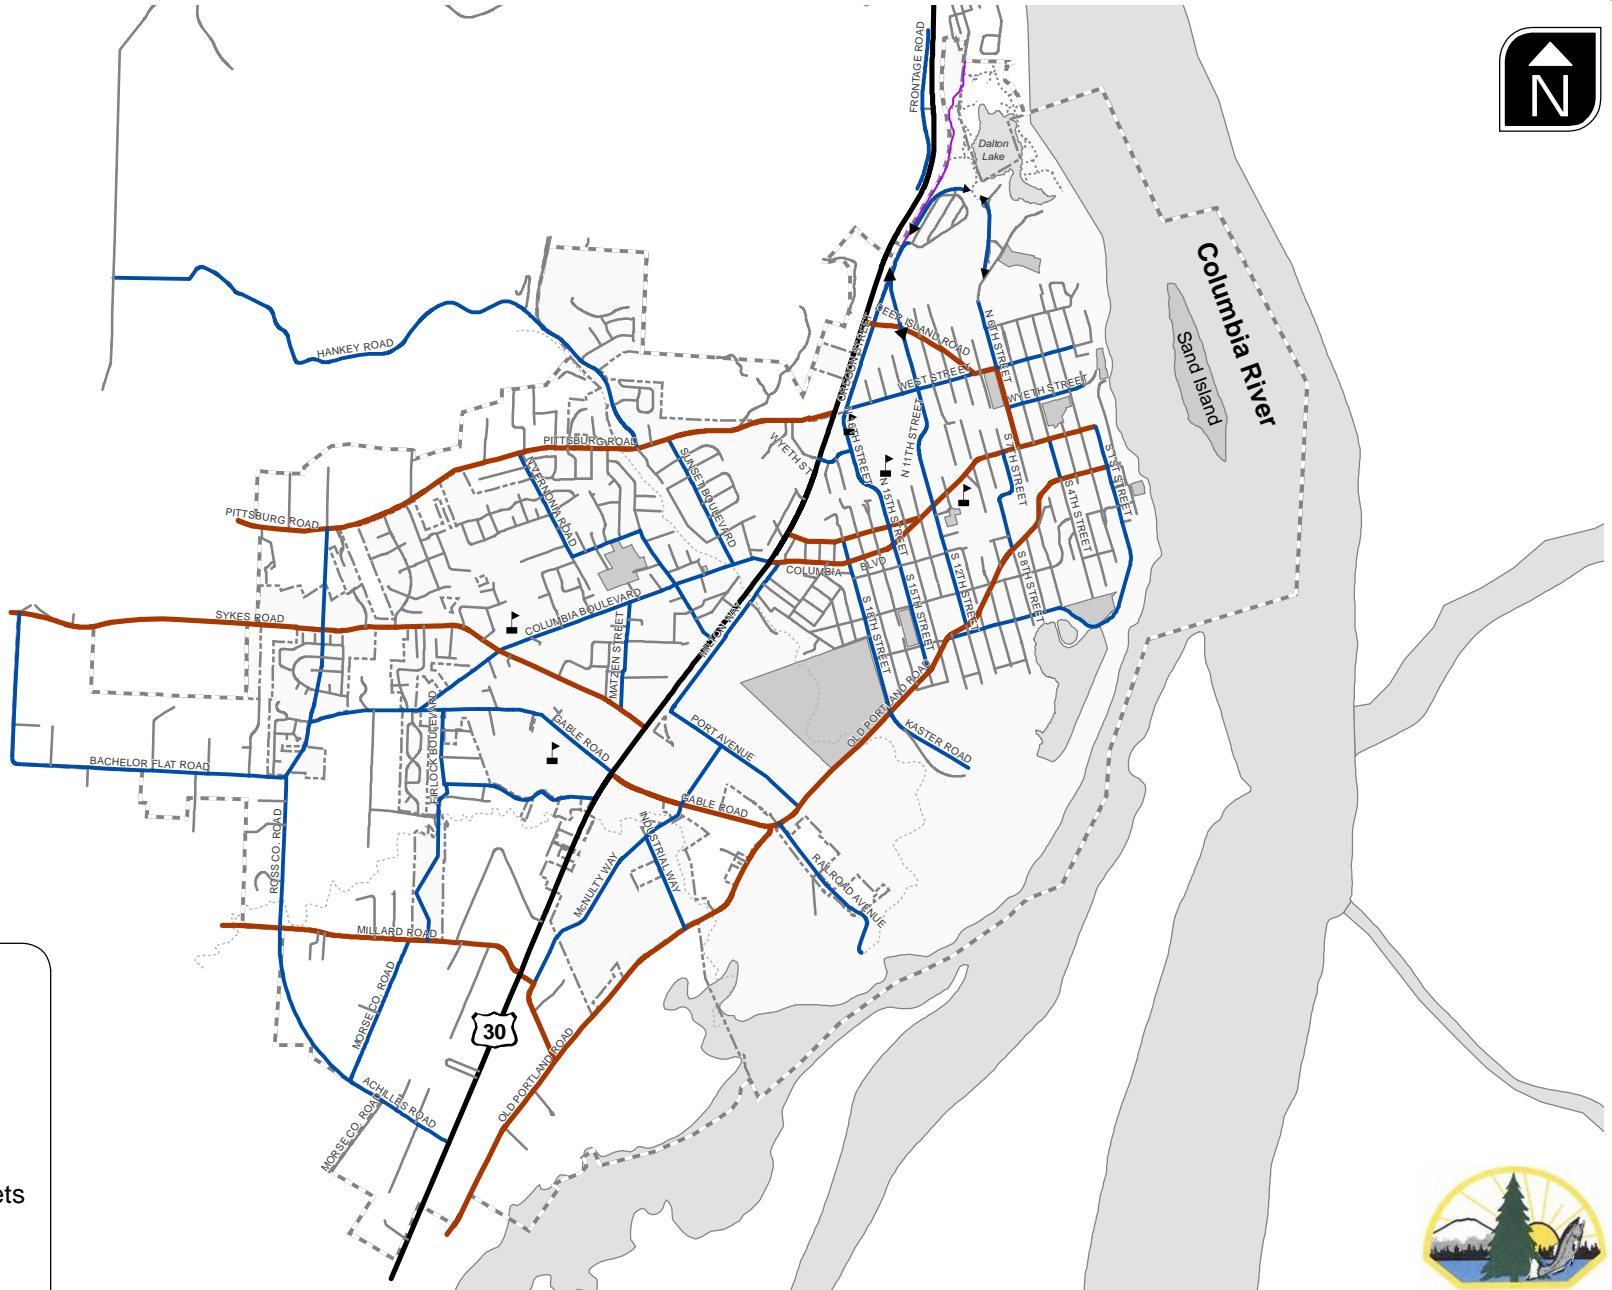 FRONTAGE ROAD
N
Dalton
Lake
Columbia River
Sand Island
HANKEY ROAD
DEER ISLAND ROAD
OREGON STREET
N 6TH STREET
WEST STREET
WYETH STREET
PITTSBURG ROAD
WYETH ST
N 16TH STREET
N 11TH STREET
S 7TH STREET
S 1ST STREET
SUNSET BOULEVARD
N VERNONIA ROAD
N 15TH STREET
S 4TH STREET
PITTSBURG ROAD
COLUMBIA
BLVD
S 12TH STREET
S 8TH STREET
S 15TH STREET
S 18TH STREET
SYKES ROAD
COLUMBIA BOULEVARD
MILTON WAY
MATZEN STREET
OLD PORTLAND ROAD
KASTER ROAD
FIRLOCK BOULEVARD
GABLE ROAD
PORT AVENUE
BACHELOR FLAT ROAD
GABLE ROAD
ROSS CO. ROAD
INDUSTRIAL WAY
McNULTY WAY
RAILROAD AVENUE
MILLARD ROAD
MORSE CO. ROAD
30
OLD PORTLAND ROAD
ACHILLES ROAD
MORSE CO. ROAD
ets